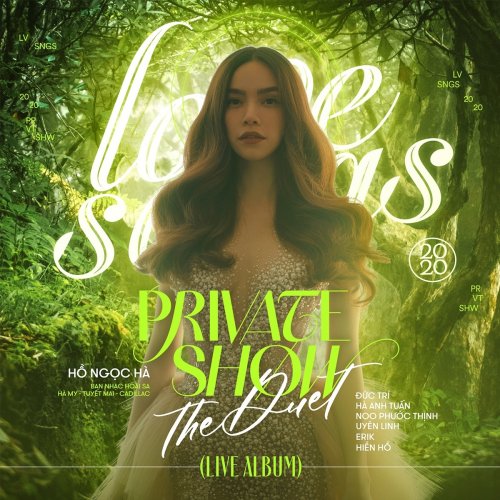 LV
SNGS
20
20
PR
VT
SHW
LV
SNGS
20
20
love
songs
20
20
PR
VT
SHW
PRIVATE
SHOW
The Duet
HỒ NGỌC HÀ
BAN NHẠC HOÀI SA
HÀ MY - TUYẾT MAI - CADILLAC
ĐỨC TRÍ
HÀ ANH TUẤN
NOO PHƯỚC THỊNH
UYÊN LINH
ERIK
HIỀN HỒ
(LIVE ALBUM)